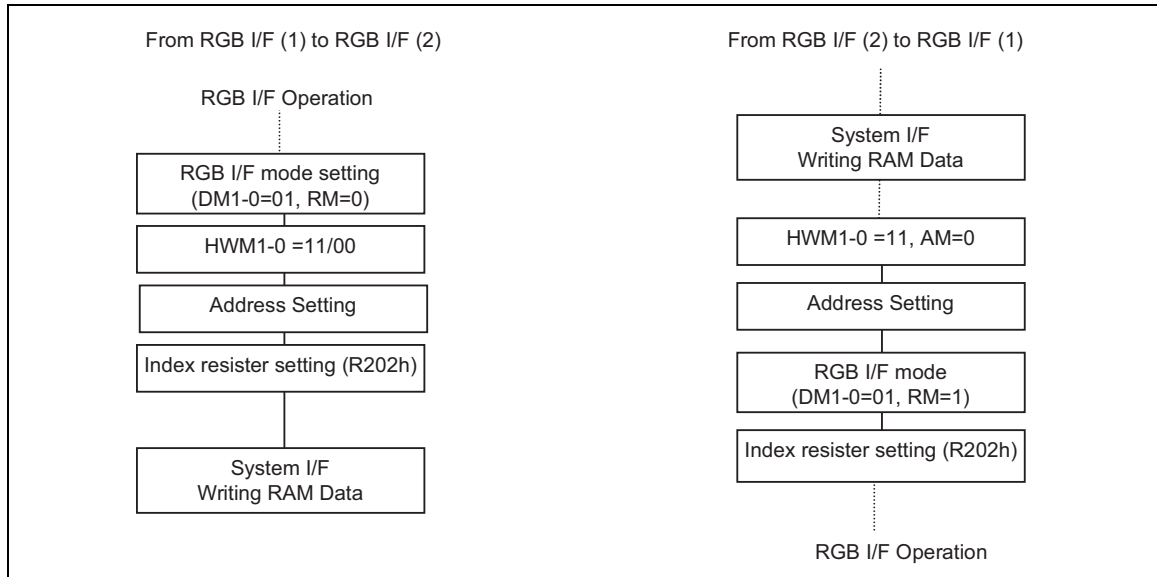 From RGB I/F (1) to RGB I/F (2)
RGB I/F Operation
RGB I/F mode setting
(DM1-0=01, RM=0)
HWM1-0 =11/00
Address Setting
Index resister setting (R202h)
System I/F
Writing RAM Data
From RGB I/F (2) to RGB I/F (1)
System I/F
Writing RAM Data
HWM1-0 =11, AM=0
Address Setting
RGB I/F mode
(DM1-0=01, RM=1)
Index resister setting (R202h)
RGB I/F Operation